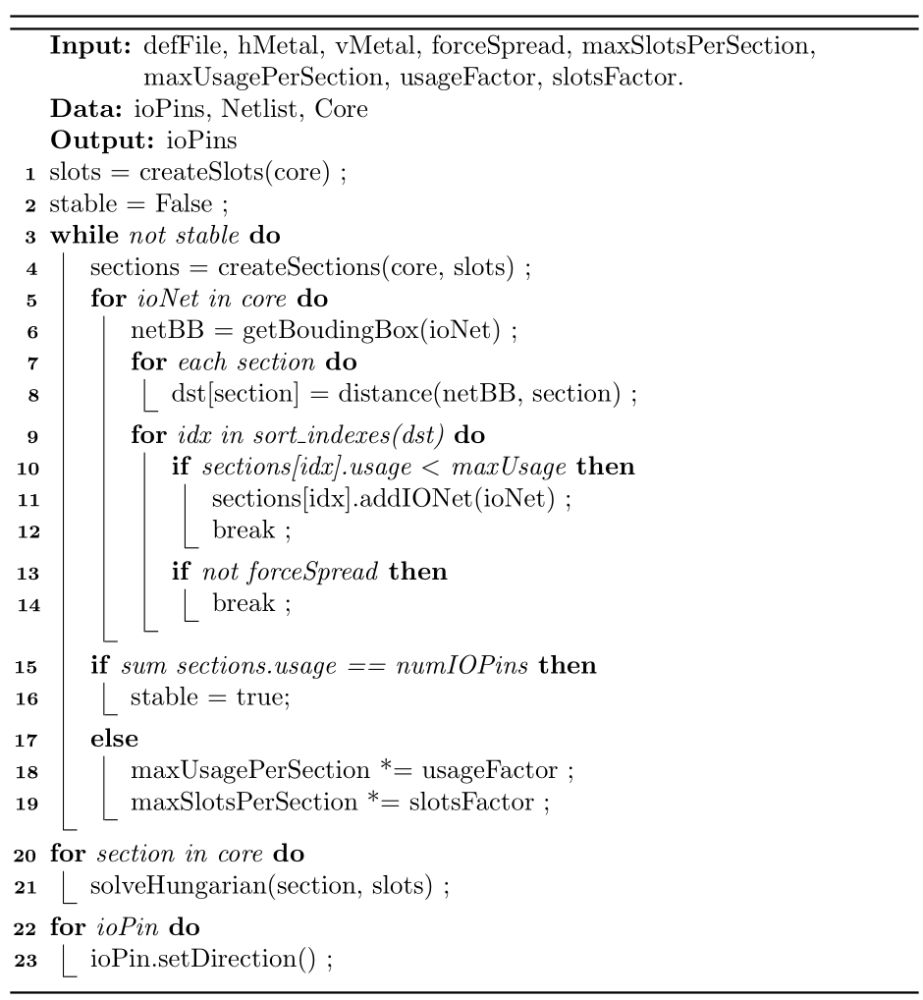 Input: defFile, hMetal, vMetal, forceSpread, maxSlotsPerSection,
maxUsagePerSection, usageFactor, slotsFactor.
Data: ioPins, Netlist, Core
Output: ioPins
1 slots = createSlots(core) ;
2 stable = False ;
3 while not stable do
4 sections = createSections(core, slots) ;
5 for ioNet in core do
6 netBB = getBoudingBox(ioNet) ;
7 for each section do
8 dst[section] = distance(netBB, section) ;
9 for idx in sort_indexes(dst) do
10 if sections[idx].usage < maxUsage then
11 sections[idx].addIONet(ioNet) ;
12 break ;
13 if not forceSpread then
14 break ;
15 if sum sections.usage == numIOPins then
16 stable = true;
17 else
18 maxUsagePerSection *= usageFactor ;
19 maxSlotsPerSection *= slotsFactor ;
20 for section in core do
21 solveHungarian(section, slots) ;
22 for ioPin do
23 ioPin.setDirection() ;